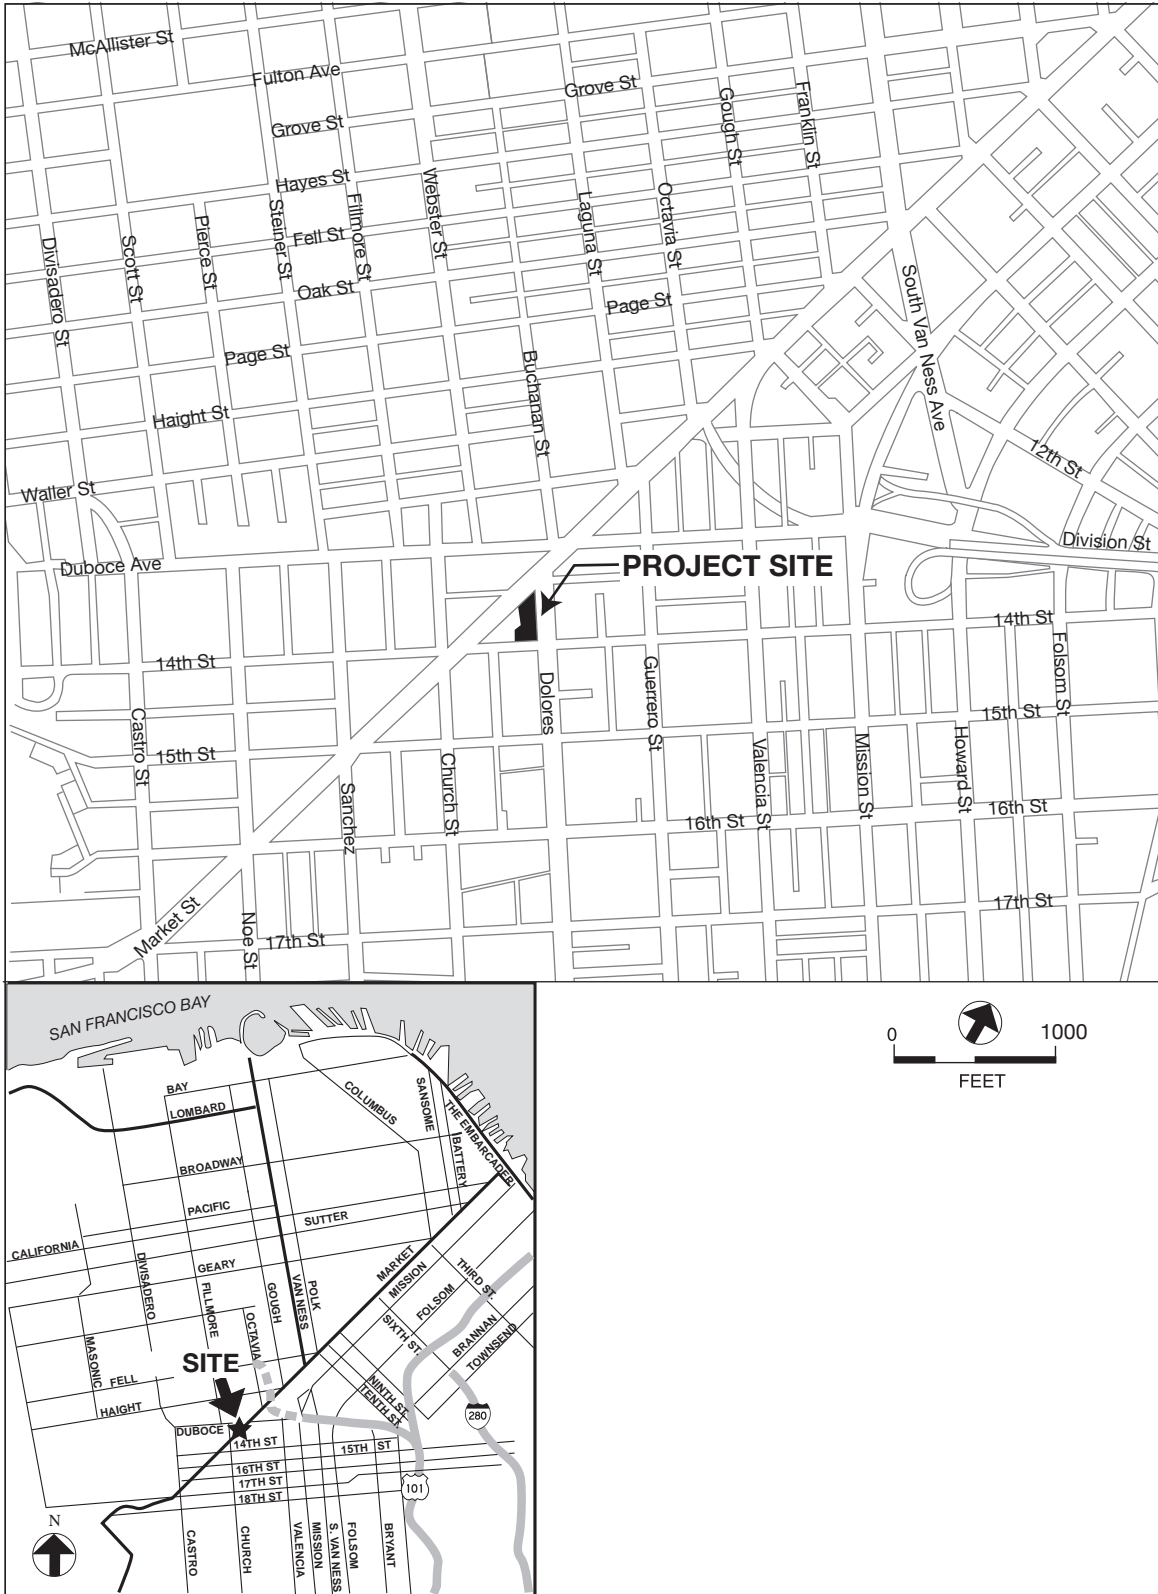 McAllister St
Fulton Ave
Grove St
Grove St
Gough St
Franklin St
Hayes St
Webster St
Fillmore St
Steiner St
Pierce St
Scott St
Divisadero St
Fell St
Laguna St
Octavia St
Oak St
Page St
South Van Ness Ave
Page St
Buchanan St
Haight St
12th St
Waller St
Division St
Duboce Ave
PROJECT SITE
14th St
14th St
Dolores
Guerrero St
Folsom St
15th St
Castro St
15th St
Sanchez
Church St
Valencia St
Mission St
Howard St
16th St
16th St
17th St
Market St
Noe St
17th St
SAN FRANCISCO BAY
0
1000
FEET
BAY
LOMBARD
COLUMBUS
SANSOME
BATTERY
THE EMBARCADER
BROADWAY
PACIFIC
SUTTER
CALIFORNIA
DIVISADERO
GEARY
FILLMORE
GOUGH
VAN NESS
POLK
MARKET
MISSION
THIRD ST.
FOLSOM
SIXTH ST.
BRANNAN
TOWNSEND
OCTAVIA
MASONIC
SITE
FELL
HAIGHT
NINTH ST.
TENTH ST.
280
DUBOCE
14TH ST
15TH ST
16TH ST
17TH ST
18TH ST
101
N
CASTRO
CHURCH
VALENCIA
MISSION
S. VAN NESS
FOLSOM
BRYANT